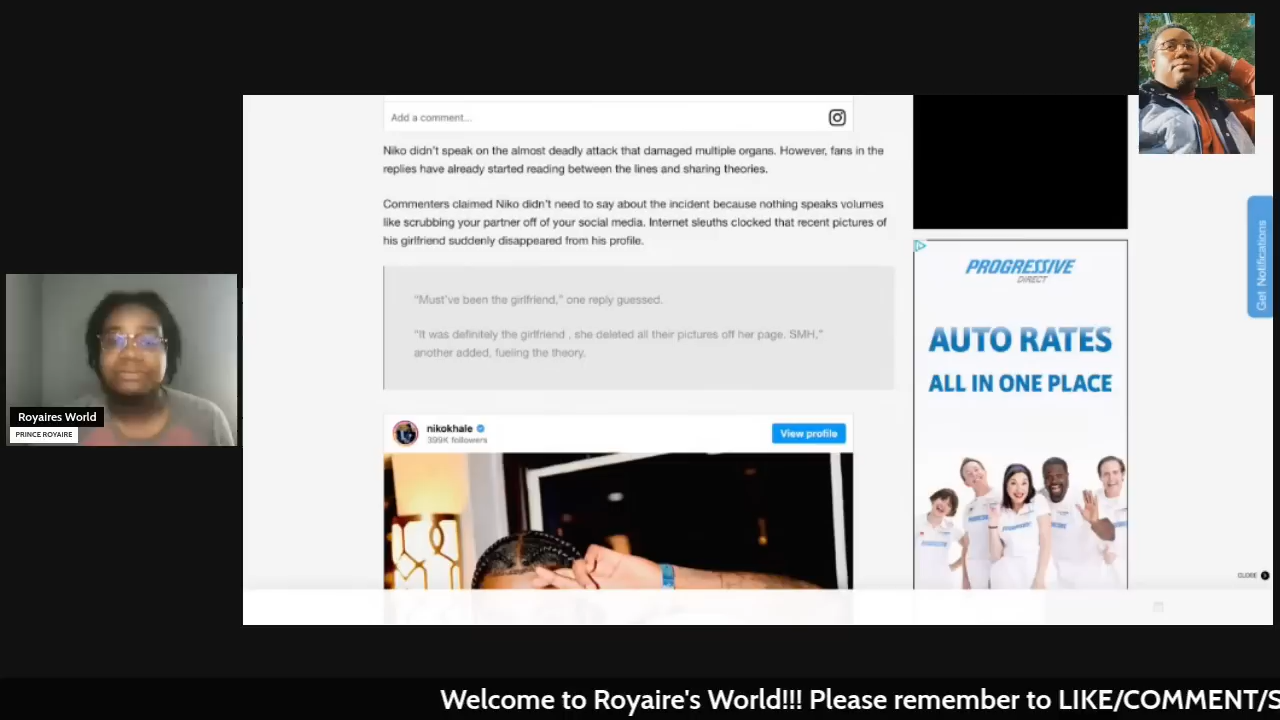 Add a comment...
Niko didn't speak on the almost deadly attack that damaged multiple organs. However, fans in the
replies have already started reading between the lines and sharing theories.
Commenters claimed Niko didn't need to say about the incident because nothing speaks volumes
like scrubbing your partner off of your social media. Internet sleuths clocked that recent pictures of
his girlfriend suddenly disappeared from his profile.
"Must've been the girlfriend," one reply guessed.
"It was definitely the girlfriend , she deleted all their pictures off her page. SMH,"
another added, fueling the theory.
nikokhale
399K followers
View profile
PROGRESSIVE
DIRECT
AUTO RATES
ALL IN ONE PLACE
Get Notifications
CLOSE
Royaires World
PRINCE ROYAIRE
Welcome to Royaire's World!!! Please remember to LIKE/COMMENT/S